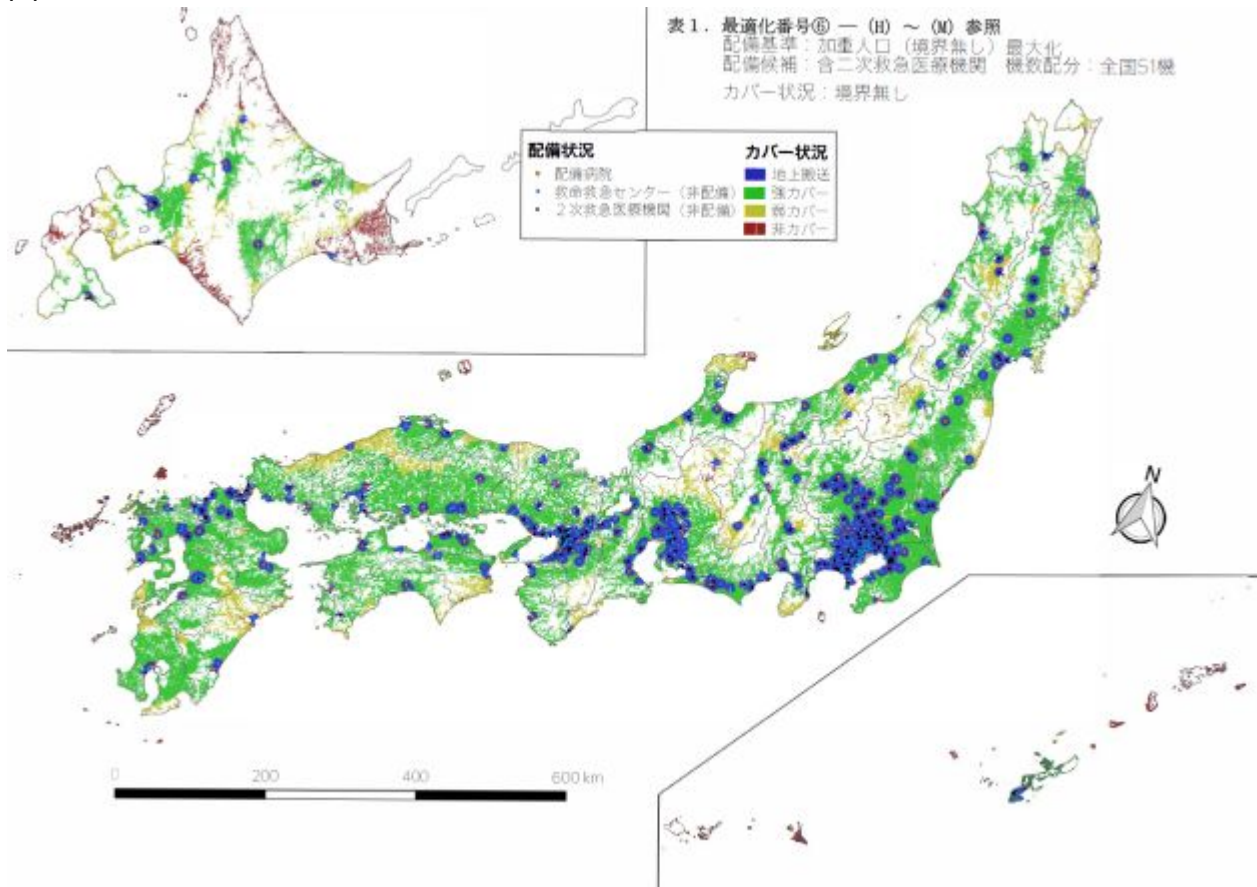 表1. 最適化番号⑥ ― (H) ~ (M) 参照
配備基準:加重人口(境界無し)最大化
配備候補:含二次救急医療機関 機数配分:全国51機
カバー状況:境界無し
配備状況
配備病院
救命救急センター(非配備)
2次救急医療機関(非配備)
カバー状況
地上搬送
強カバー
弱カバー
非カバー
N
0 200 400 600 km